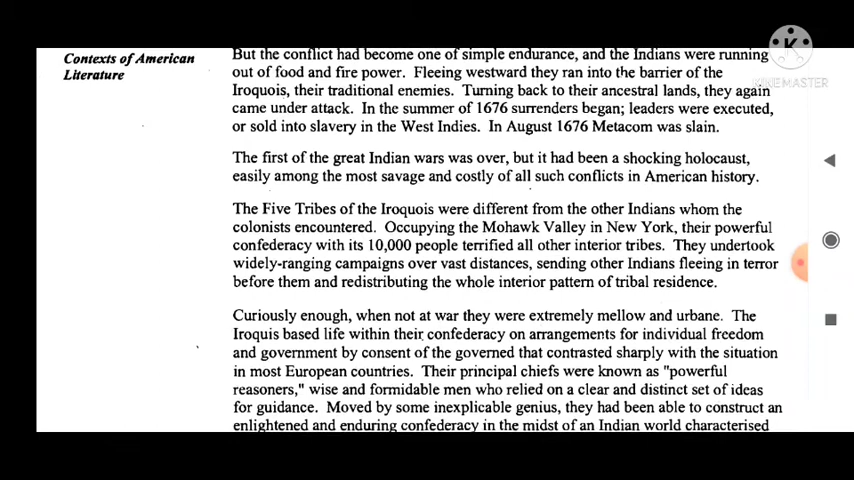 Contexts of American
Literature
But the conflict had become one of simple endurance, and the Indians were running
out of food and fire power. Fleeing westward they ran into the barrier of the
Iroquois, their traditional enemies. Turning back to their ancestral lands, they again
came under attack. In the summer of 1676 surrenders began; leaders were executed,
or sold into slavery in the West Indies. In August 1676 Metacom was slain.
The first of the great Indian wars was over, but it had been a shocking holocaust,
easily among the most savage and costly of all such conflicts in American history.
The Five Tribes of the Iroquois were different from the other Indians whom the
colonists encountered. Occupying the Mohawk Valley in New York, their powerful
confederacy with its 10,000 people terrified all other interior tribes. They undertook
widely-ranging campaigns over vast distances, sending other Indians fleeing in terror
before them and redistributing the whole interior pattern of tribal residence.
Curiously enough, when not at war they were extremely mellow and urbane. The
Iroquis based life within their confederacy on arrangements for individual freedom
and government by consent of the governed that contrasted sharply with the situation
in most European countries. Their principal chiefs were known as "powerful
reasoners," wise and formidable men who relied on a clear and distinct set of ideas
for guidance. Moved by some inexplicable genius, they had been able to construct an
enlightened and enduring confederacy in the midst of an Indian world characterised
K
KINEMASTER